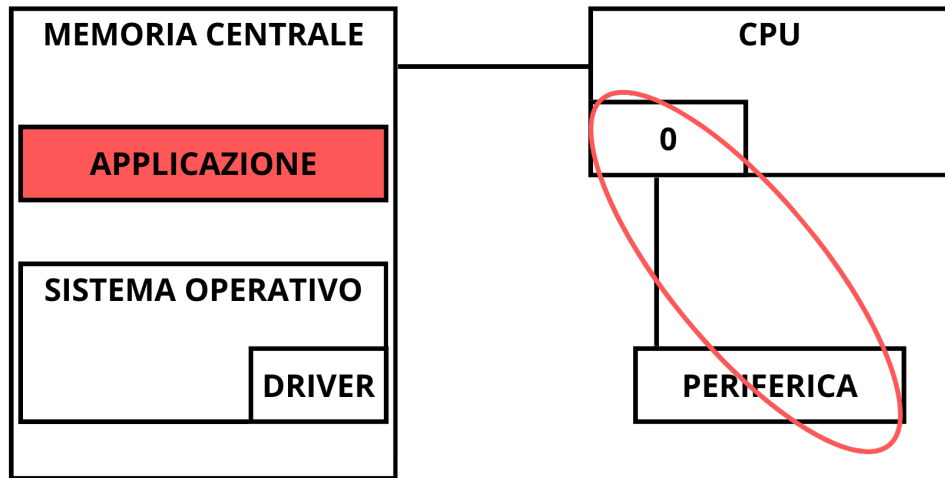 MEMORIA CENTRALE
CPU
APPLICAZIONE
0
SISTEMA OPERATIVO
DRIVER
PERIFERICA